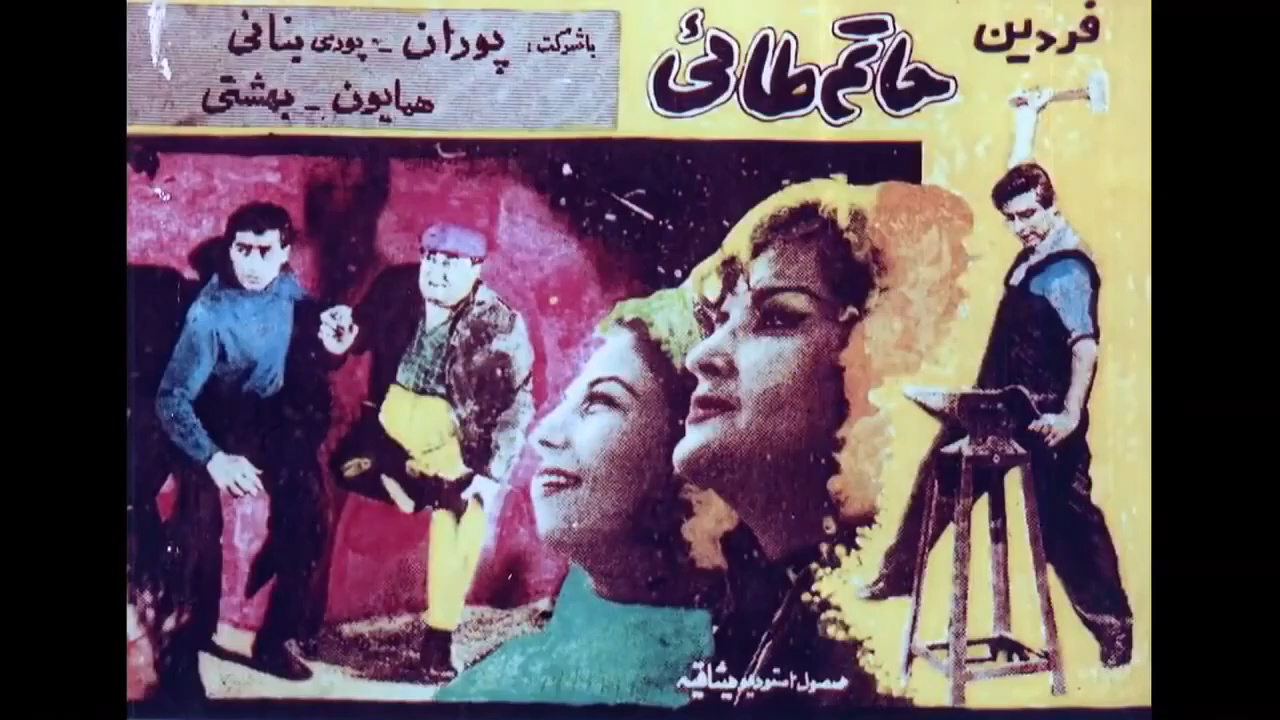 فردین
حاتم طائی
باشرکت: پوران - پوری بنائی
همایون - بهشتی
محصول استودیو میثاقیه